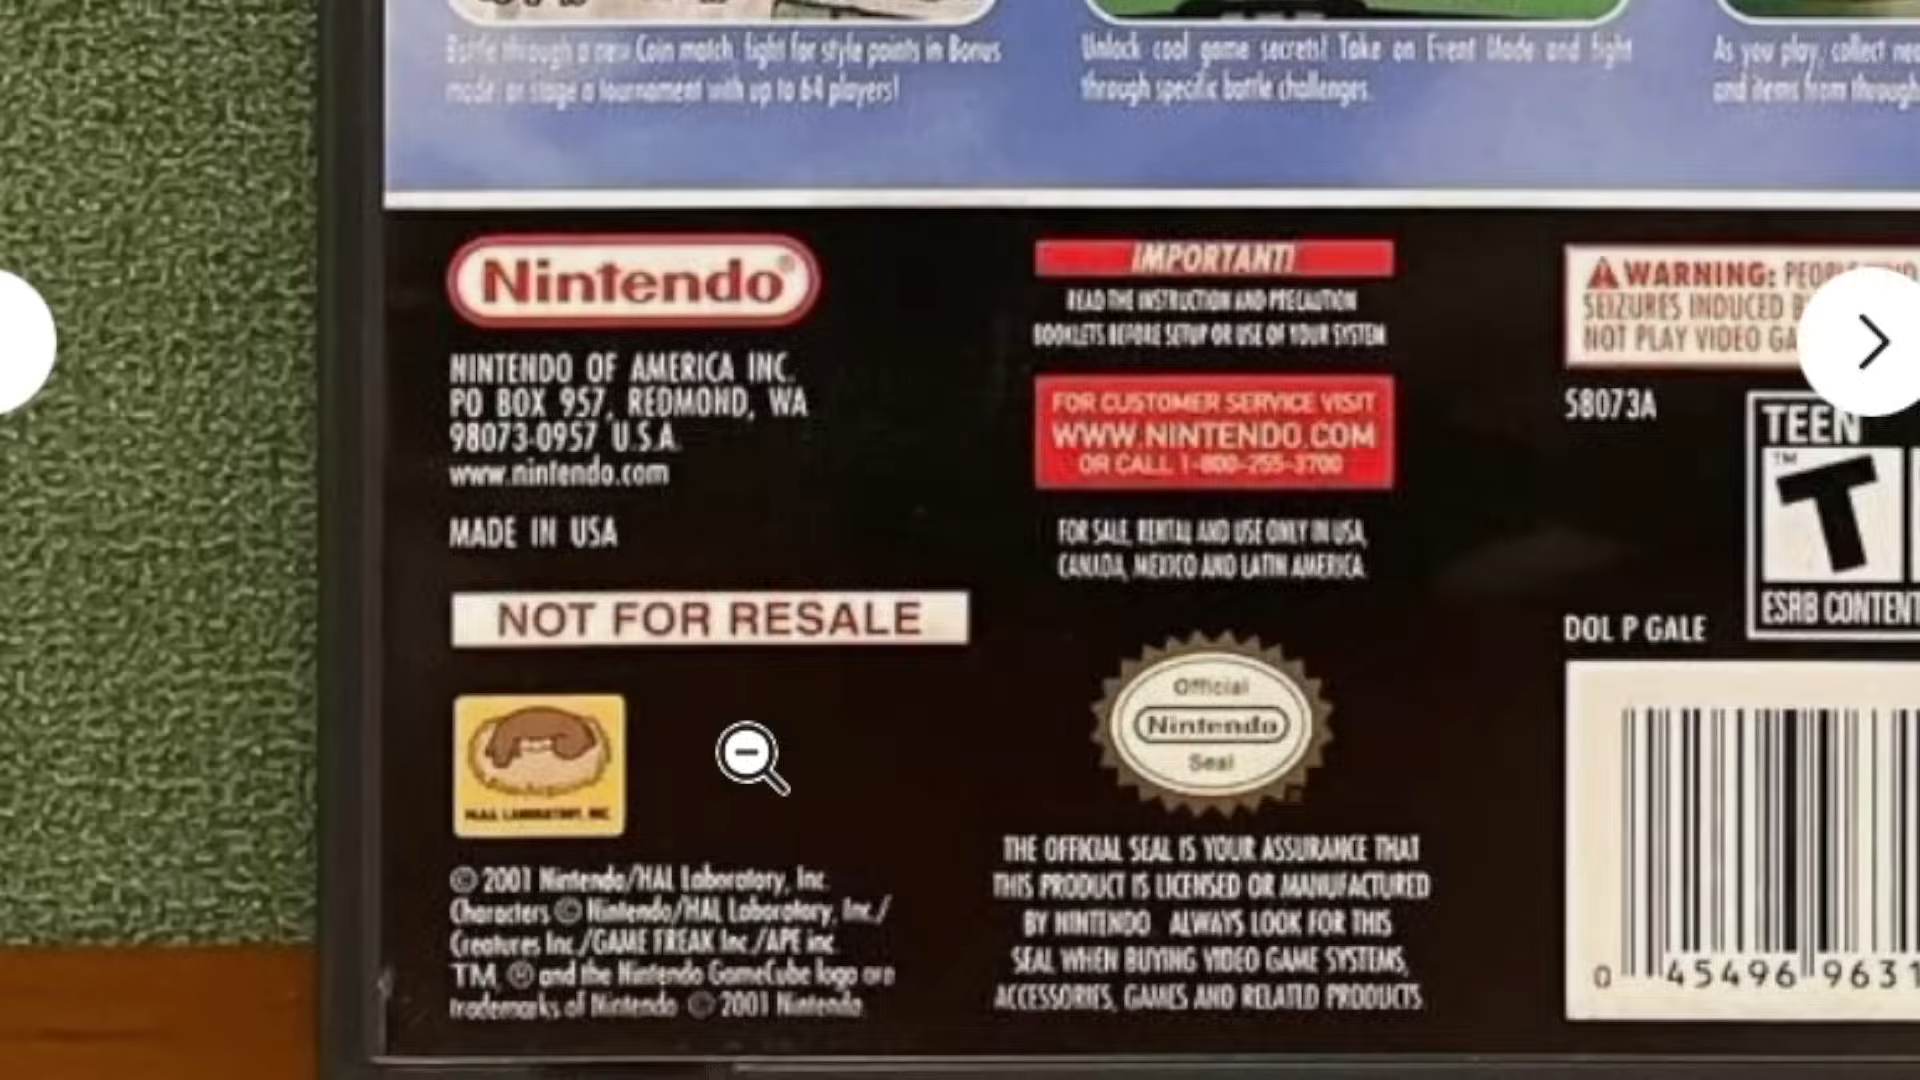 Battle through a new Coin match, fight for style points in Bonus
mode, or stage a tournament with up to 64 players!
Unlock cool game secrets! Take on Event Mode and fight
through specific battle challenges.
As you play, collect
and items from through
Nintendo®
NINTENDO OF AMERICA INC.
PO BOX 957, REDMOND, WA
98073-0957 U.S.A.
www.nintendo.com
MADE IN USA
NOT FOR RESALE
HAL LABORATORY, INC.
© 2001 Nintendo/HAL Laboratory, Inc.
Characters © Nintendo/HAL Laboratory, Inc./
Creatures Inc./GAME FREAK Inc./APE inc.
TM, ® and the Nintendo GameCube logo are
trademarks of Nintendo © 2001 Nintendo.
IMPORTANT!
READ THE INSTRUCTION AND PRECAUTION
BOOKLETS BEFORE SETUP OR USE OF YOUR SYSTEM
FOR CUSTOMER SERVICE VISIT
WWW.NINTENDO.COM
OR CALL 1-800-255-3700
FOR SALE, RENTAL AND USE ONLY IN USA,
CANADA, MEXICO AND LATIN AMERICA.
Official
Nintendo
Seal
THE OFFICIAL SEAL IS YOUR ASSURANCE THAT
THIS PRODUCT IS LICENSED OR MANUFACTURED
BY NINTENDO ALWAYS LOOK FOR THIS
SEAL WHEN BUYING VIDEO GAME SYSTEMS,
ACCESSORIES, GAMES AND RELATED PRODUCTS.
WARNING:
SEIZURES INDUCED
NOT PLAY VIDEO
58073A
TEEN
TM
T
ESRB CONTENT
DOL P GALE
0 45496 9631